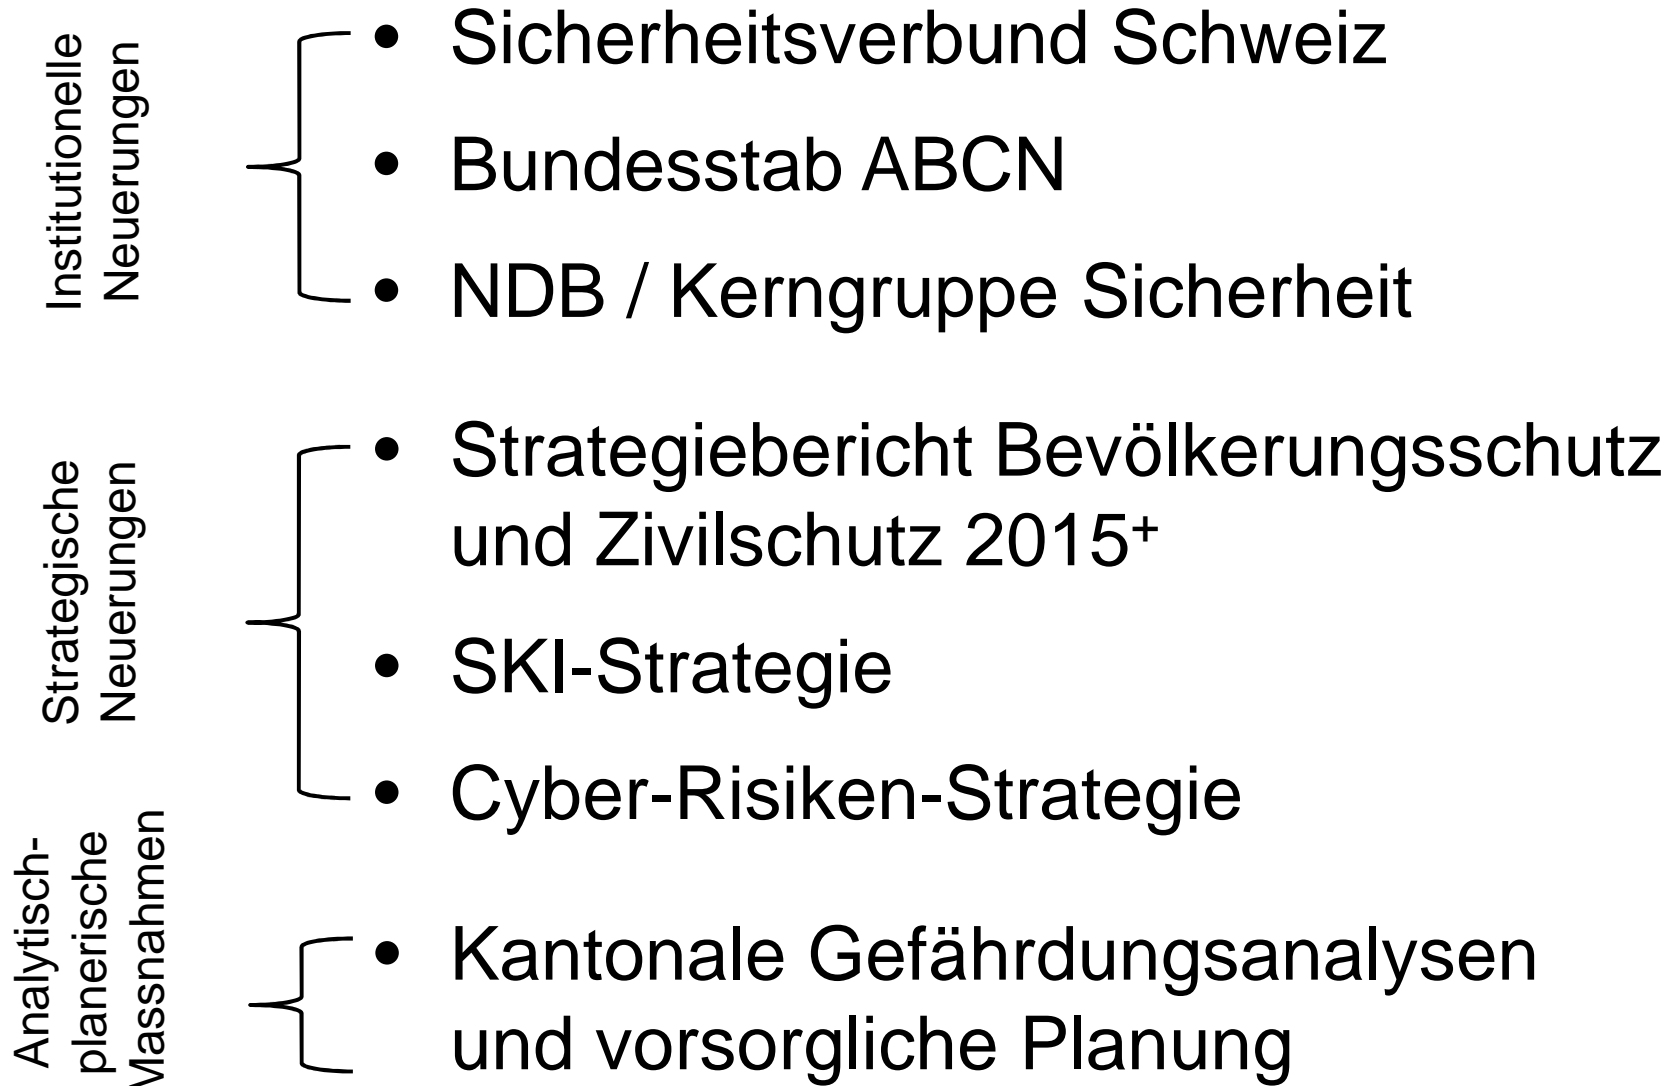 Institutionelle
Neuerungen
• Sicherheitsverbund Schweiz
• Bundesstab ABCN
• NDB / Kerngruppe Sicherheit
Strategische
Neuerungen
• Strategiebericht Bevölkerungsschutz
und Zivilschutz 2015⁺
• SKI-Strategie
• Cyber-Risiken-Strategie
Analytisch-
planerische
Massnahmen
• Kantonale Gefährdungsanalysen
und vorsorgliche Planung